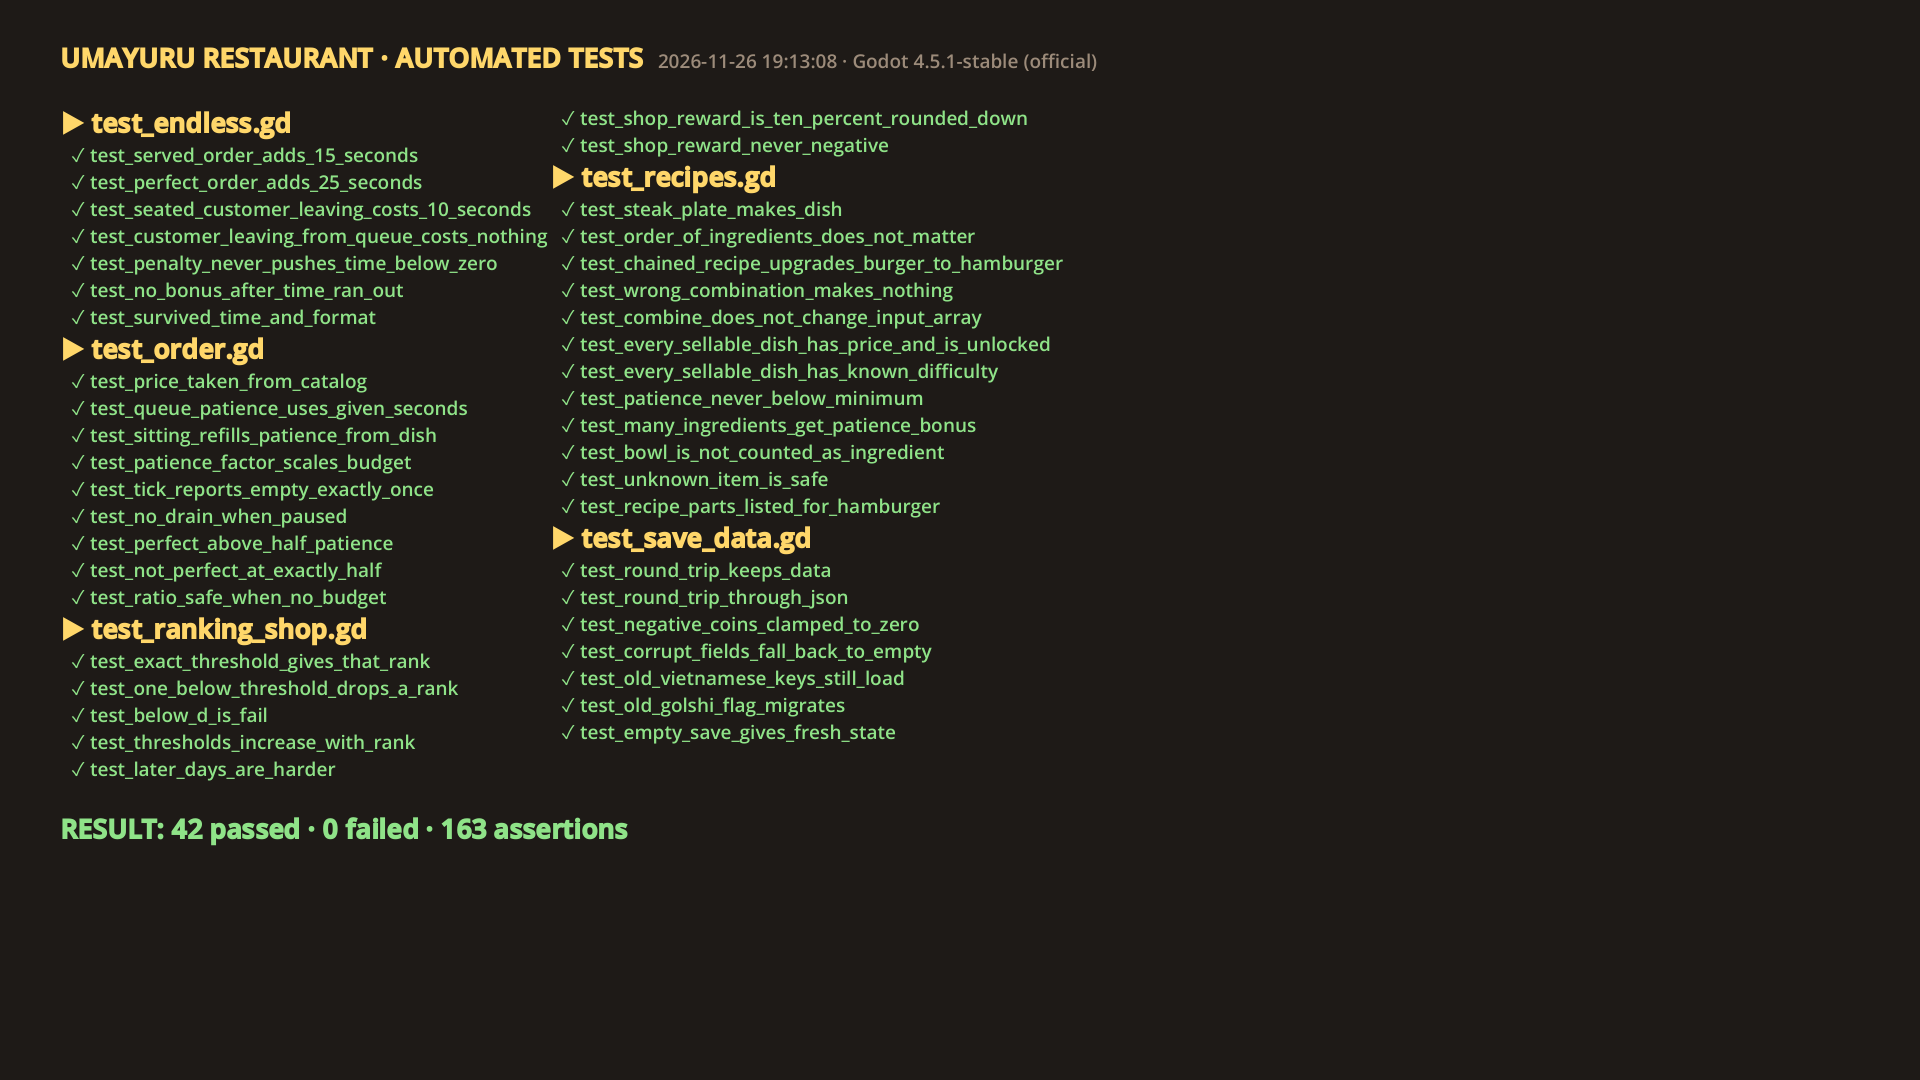 UMAYURU RESTAURANT · AUTOMATED TESTS 2026-11-26 19:13:08 · Godot 4.5.1-stable (official)
▶ test_endless.gd
✓ test_served_order_adds_15_seconds
✓ test_perfect_order_adds_25_seconds
✓ test_seated_customer_leaving_costs_10_seconds
✓ test_customer_leaving_from_queue_costs_nothing
✓ test_penalty_never_pushes_time_below_zero
✓ test_no_bonus_after_time_ran_out
✓ test_survived_time_and_format
▶ test_order.gd
✓ test_price_taken_from_catalog
✓ test_queue_patience_uses_given_seconds
✓ test_sitting_refills_patience_from_dish
✓ test_patience_factor_scales_budget
✓ test_tick_reports_empty_exactly_once
✓ test_no_drain_when_paused
✓ test_perfect_above_half_patience
✓ test_not_perfect_at_exactly_half
✓ test_ratio_safe_when_no_budget
▶ test_ranking_shop.gd
✓ test_exact_threshold_gives_that_rank
✓ test_one_below_threshold_drops_a_rank
✓ test_below_d_is_fail
✓ test_thresholds_increase_with_rank
✓ test_later_days_are_harder
✓ test_shop_reward_is_ten_percent_rounded_down
✓ test_shop_reward_never_negative
▶ test_recipes.gd
✓ test_steak_plate_makes_dish
✓ test_order_of_ingredients_does_not_matter
✓ test_chained_recipe_upgrades_burger_to_hamburger
✓ test_wrong_combination_makes_nothing
✓ test_combine_does_not_change_input_array
✓ test_every_sellable_dish_has_price_and_is_unlocked
✓ test_every_sellable_dish_has_known_difficulty
✓ test_patience_never_below_minimum
✓ test_many_ingredients_get_patience_bonus
✓ test_bowl_is_not_counted_as_ingredient
✓ test_unknown_item_is_safe
✓ test_recipe_parts_listed_for_hamburger
▶ test_save_data.gd
✓ test_round_trip_keeps_data
✓ test_round_trip_through_json
✓ test_negative_coins_clamped_to_zero
✓ test_corrupt_fields_fall_back_to_empty
✓ test_old_vietnamese_keys_still_load
✓ test_old_golshi_flag_migrates
✓ test_empty_save_gives_fresh_state
RESULT: 42 passed · 0 failed · 163 assertions